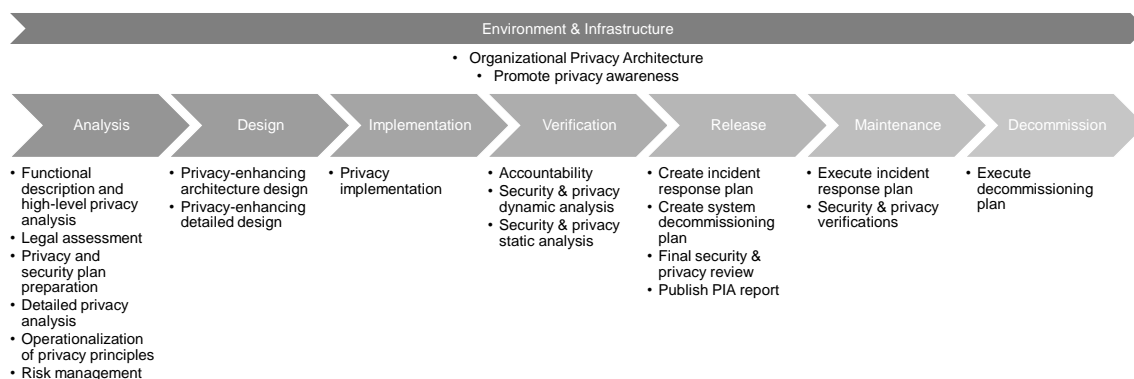 Environment & Infrastructure
• Organizational Privacy Architecture
• Promote privacy awareness
Analysis
• Functional
description and
high-level privacy
analysis
• Legal assessment
• Privacy and
security plan
preparation
• Detailed privacy
analysis
• Operationalization
of privacy principles
• Risk management
Design
• Privacy-enhancing
architecture design
• Privacy-enhancing
detailed design
Implementation
• Privacy
implementation
Verification
• Accountability
• Security & privacy
dynamic analysis
• Security & privacy
static analysis
Release
• Create incident
response plan
• Create system
decommissioning
plan
• Final security &
privacy review
• Publish PIA report
Maintenance
• Execute incident
response plan
• Security & privacy
verifications
Decommission
• Execute
decommissioning
plan